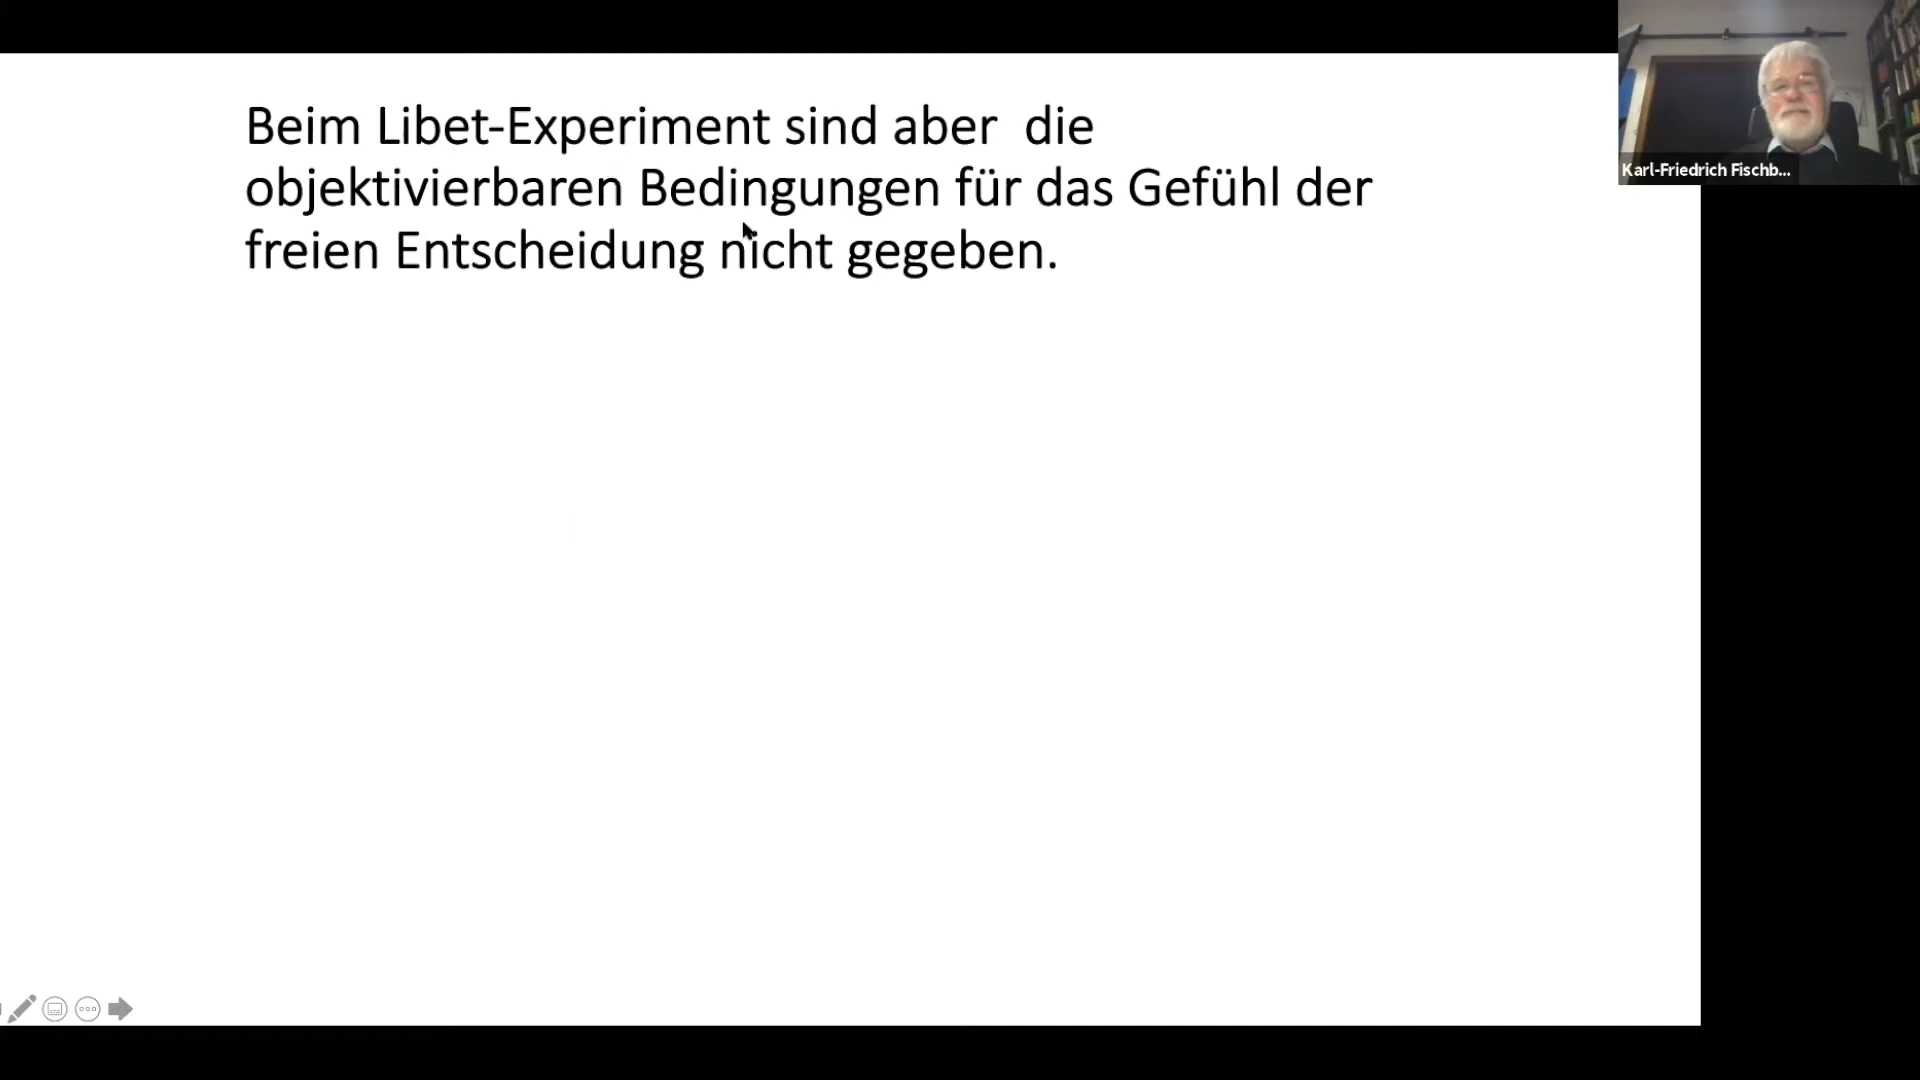 Beim Libet-Experiment sind aber  die
objektivierbaren Bedingungen für das Gefühl der
freien Entscheidung nicht gegeben.
Karl-Friedrich Fischb...